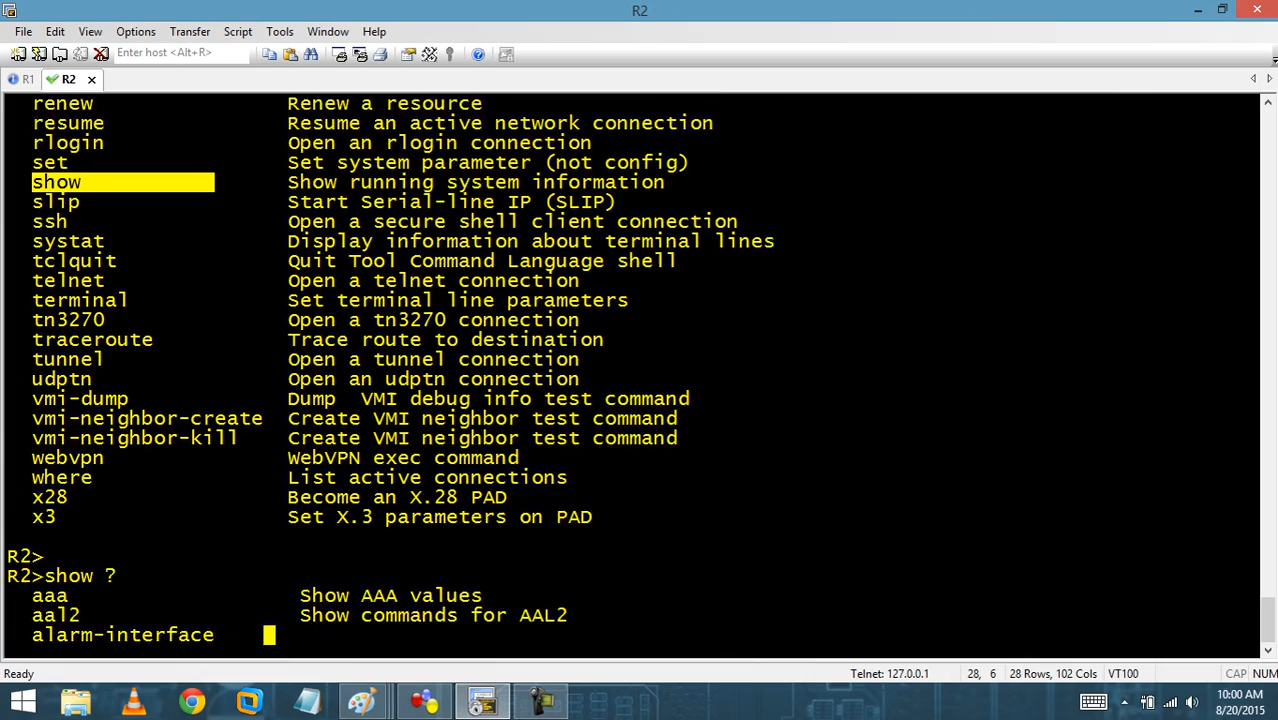 R2
File Edit View Options Transfer Script Tools Window Help
Enter host <Alt+R>
R1 R2
renew Renew a resource
resume Resume an active network connection
rlogin Open an rlogin connection
set Set system parameter (not config)
show Show running system information
slip Start Serial-line IP (SLIP)
ssh Open a secure shell client connection
systat Display information about terminal lines
tclquit Quit Tool Command Language shell
telnet Open a telnet connection
terminal Set terminal line parameters
tn3270 Open a tn3270 connection
traceroute Trace route to destination
tunnel Open a tunnel connection
udptn Open an udptn connection
vmi-dump Dump  VMI debug info test command
vmi-neighbor-create Create VMI neighbor test command
vmi-neighbor-kill Create VMI neighbor test command
webvpn WebVPN exec command
where List active connections
x28 Become an X.28 PAD
x3 Set X.3 parameters on PAD
R2>
R2>show ?
aaa Show AAA values
aal2 Show commands for AAL2
alarm-interface
Ready Telnet: 127.0.0.1 28, 6 28 Rows, 102 Cols VT100 CAP NUM
10:00 AM
8/20/2015